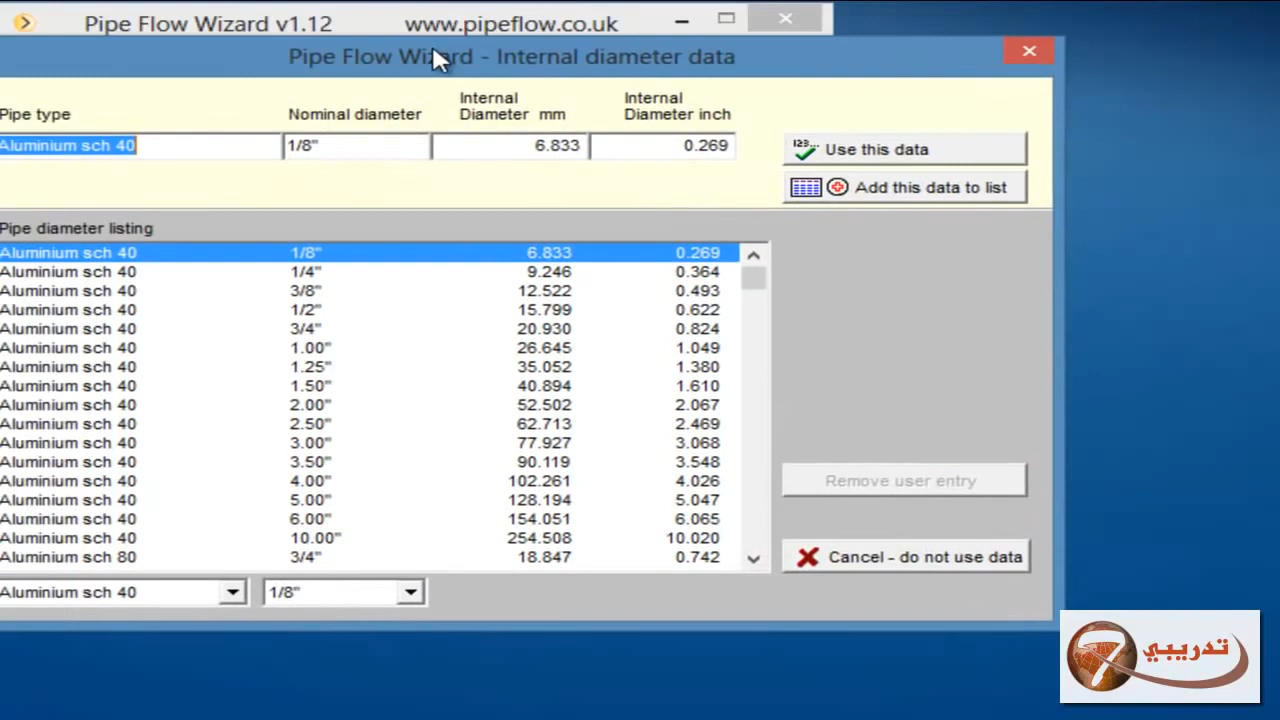 Pipe Flow Wizard v1.12 www.pipeflow.co.uk
Pipe Flow Wizard - Internal diameter data
Pipe type Nominal diameter Internal Diameter mm Internal Diameter inch
Aluminium sch 40 1/8" 6.833 0.269
Use this data
123...
Add this data to list
Pipe diameter listing
Aluminium sch 40 1/8" 6.833 0.269
Aluminium sch 40 1/4" 9.246 0.364
Aluminium sch 40 3/8" 12.522 0.493
Aluminium sch 40 1/2" 15.799 0.622
Aluminium sch 40 3/4" 20.930 0.824
Aluminium sch 40 1.00" 26.645 1.049
Aluminium sch 40 1.25" 35.052 1.380
Aluminium sch 40 1.50" 40.894 1.610
Aluminium sch 40 2.00" 52.502 2.067
Aluminium sch 40 2.50" 62.713 2.469
Aluminium sch 40 3.00" 77.927 3.068
Aluminium sch 40 3.50" 90.119 3.548
Aluminium sch 40 4.00" 102.261 4.026
Aluminium sch 40 5.00" 128.194 5.047
Aluminium sch 40 6.00" 154.051 6.065
Aluminium sch 40 10.00" 254.508 10.020
Aluminium sch 80 3/4" 18.847 0.742
Remove user entry
Cancel - do not use data
Aluminium sch 40 1/8"
7 تدريبي